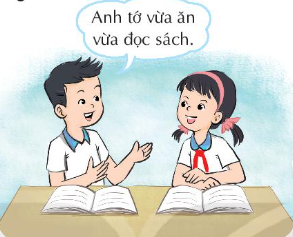 Anh tớ vừa ăn
vừa đọc sách.